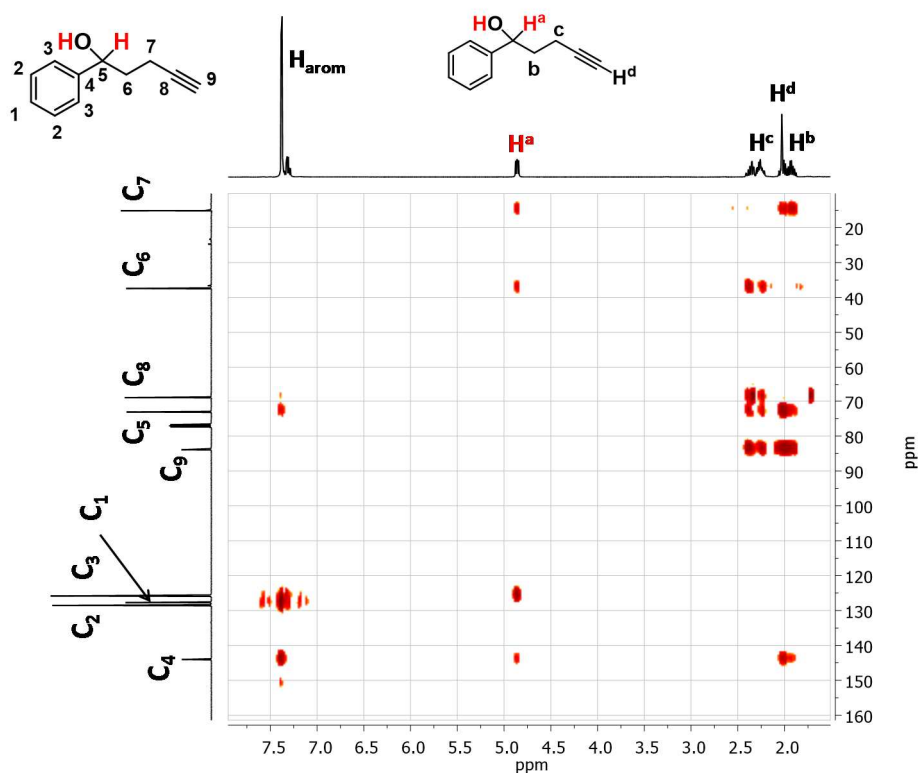 HO H
7
3
2
5
9
4
6
8
1
3
2
HO Hᵃ
c
b
Hᵈ
Hₐᵣₒₘ
Hᵃ
Hᶜ
Hᵈ
Hᵇ
C₇
C₆
C₈
C₅
C₉
C₁
C₃
C₂
C₄
20
30
40
50
60
70
80
90
100
110
120
130
140
150
160
ppm
7.5 7.0 6.5 6.0 5.5 5.0 4.5 4.0 3.5 3.0 2.5 2.0
ppm